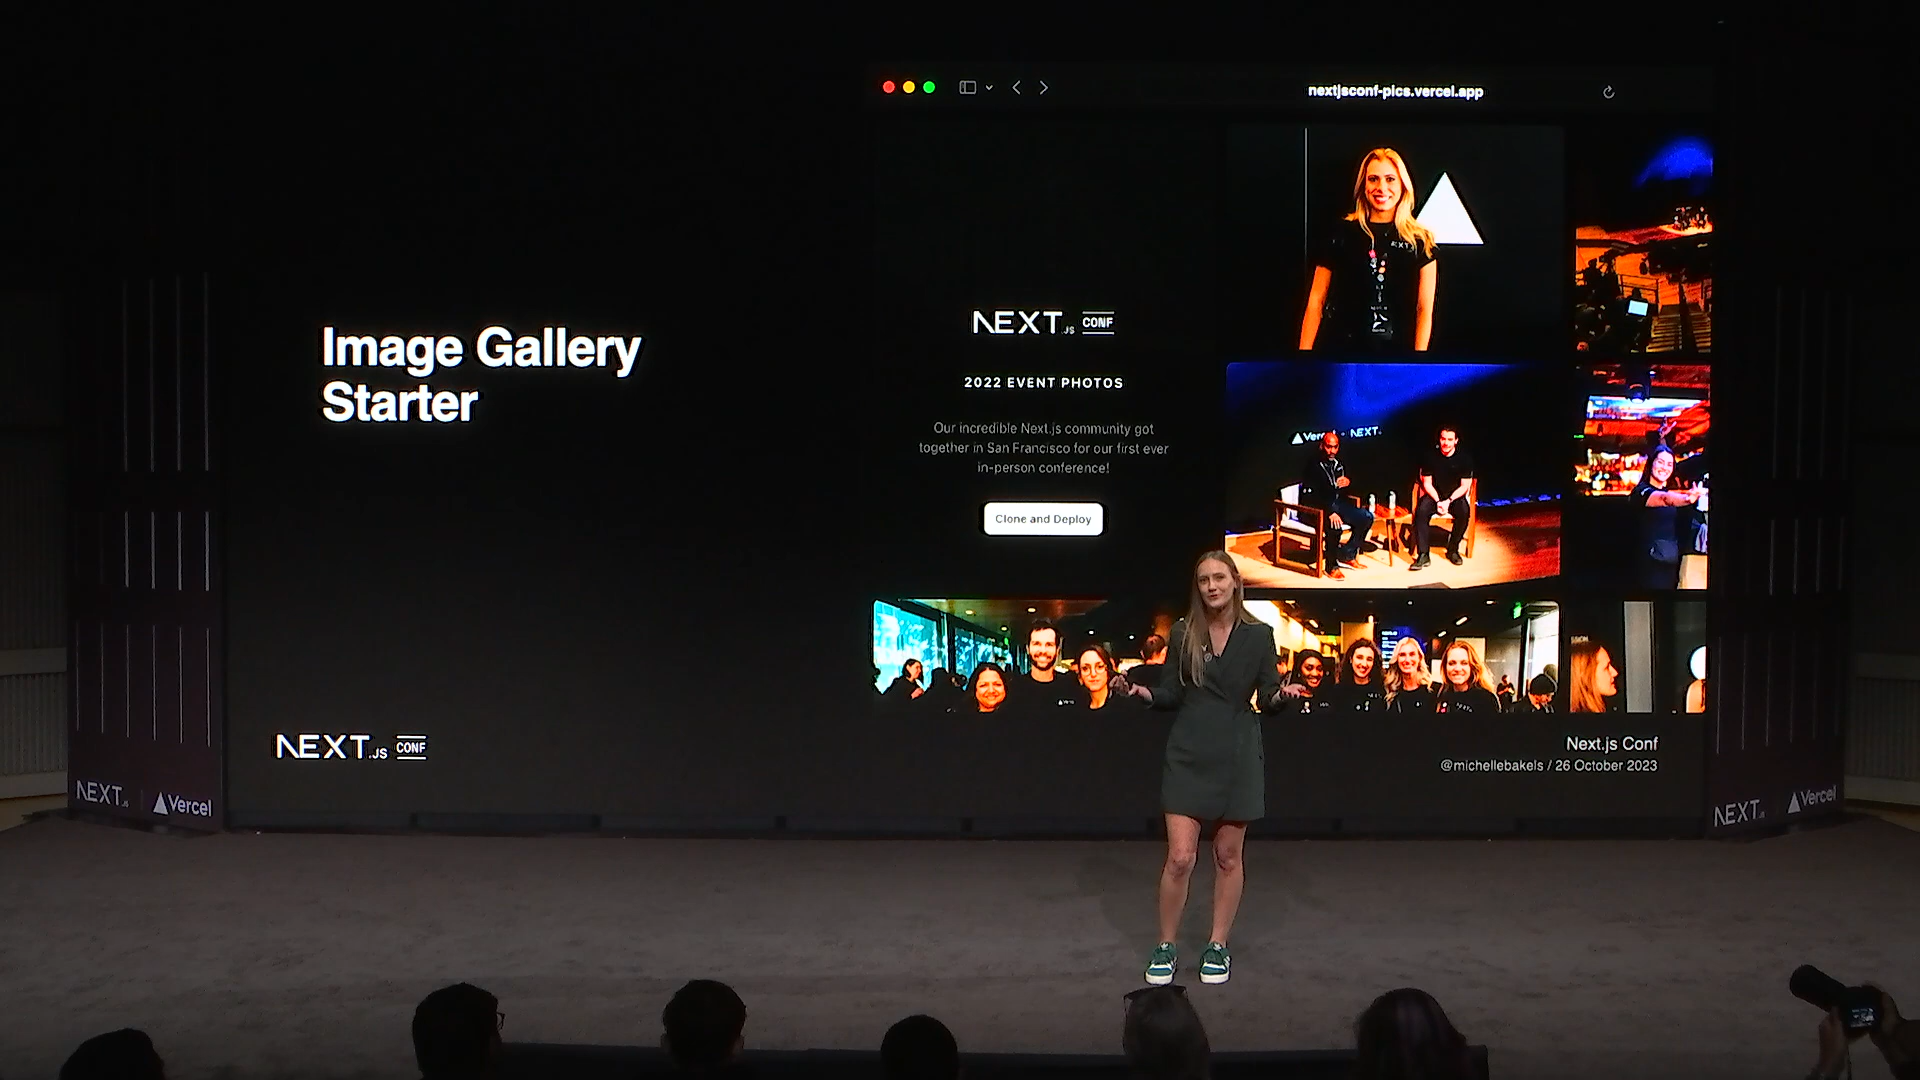 nextjsconf-pics.vercel.app
Image Gallery
Starter
NEXT.JS CONF
2022 EVENT PHOTOS
Our incredible Next.js community got
together in San Francisco for our first ever
in-person conference!
Clone and Deploy
NEXT
NEXT.JS CONF
Next.js Conf
@michellebakels / 26 October 2023
NEXT.JS
Vercel
NEXT.JS
Vercel